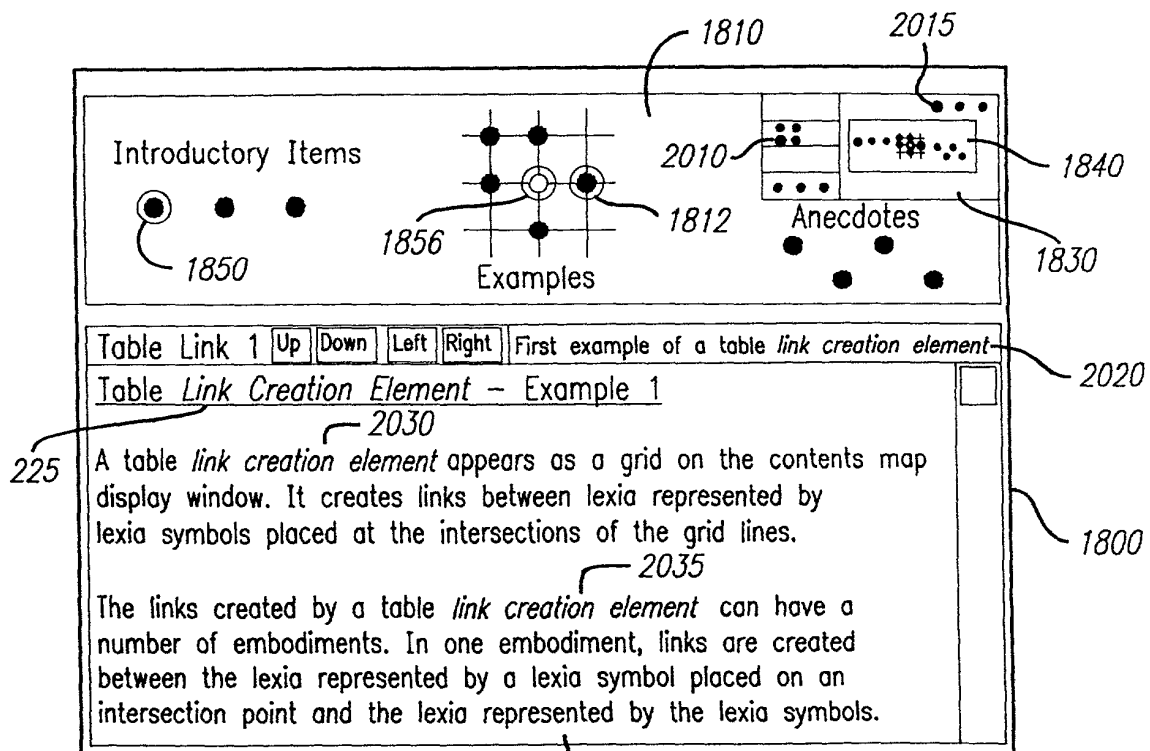 1810
2015
Introductory Items
2010
1840
1856
1812
Anecdotes
1850
1830
Examples
Table Link 1 Up Down Left Right First example of a table link creation element
2020
Table Link Creation Element – Example 1
2030
225
A table link creation element appears as a grid on the contents map
display window. It creates links between lexia represented by
lexia symbols placed at the intersections of the grid lines.
1800
2035
The links created by a table link creation element can have a
number of embodiments. In one embodiment, links are created
between the lexia represented by a lexia symbol placed on an
intersection point and the lexia represented by the lexia symbols.